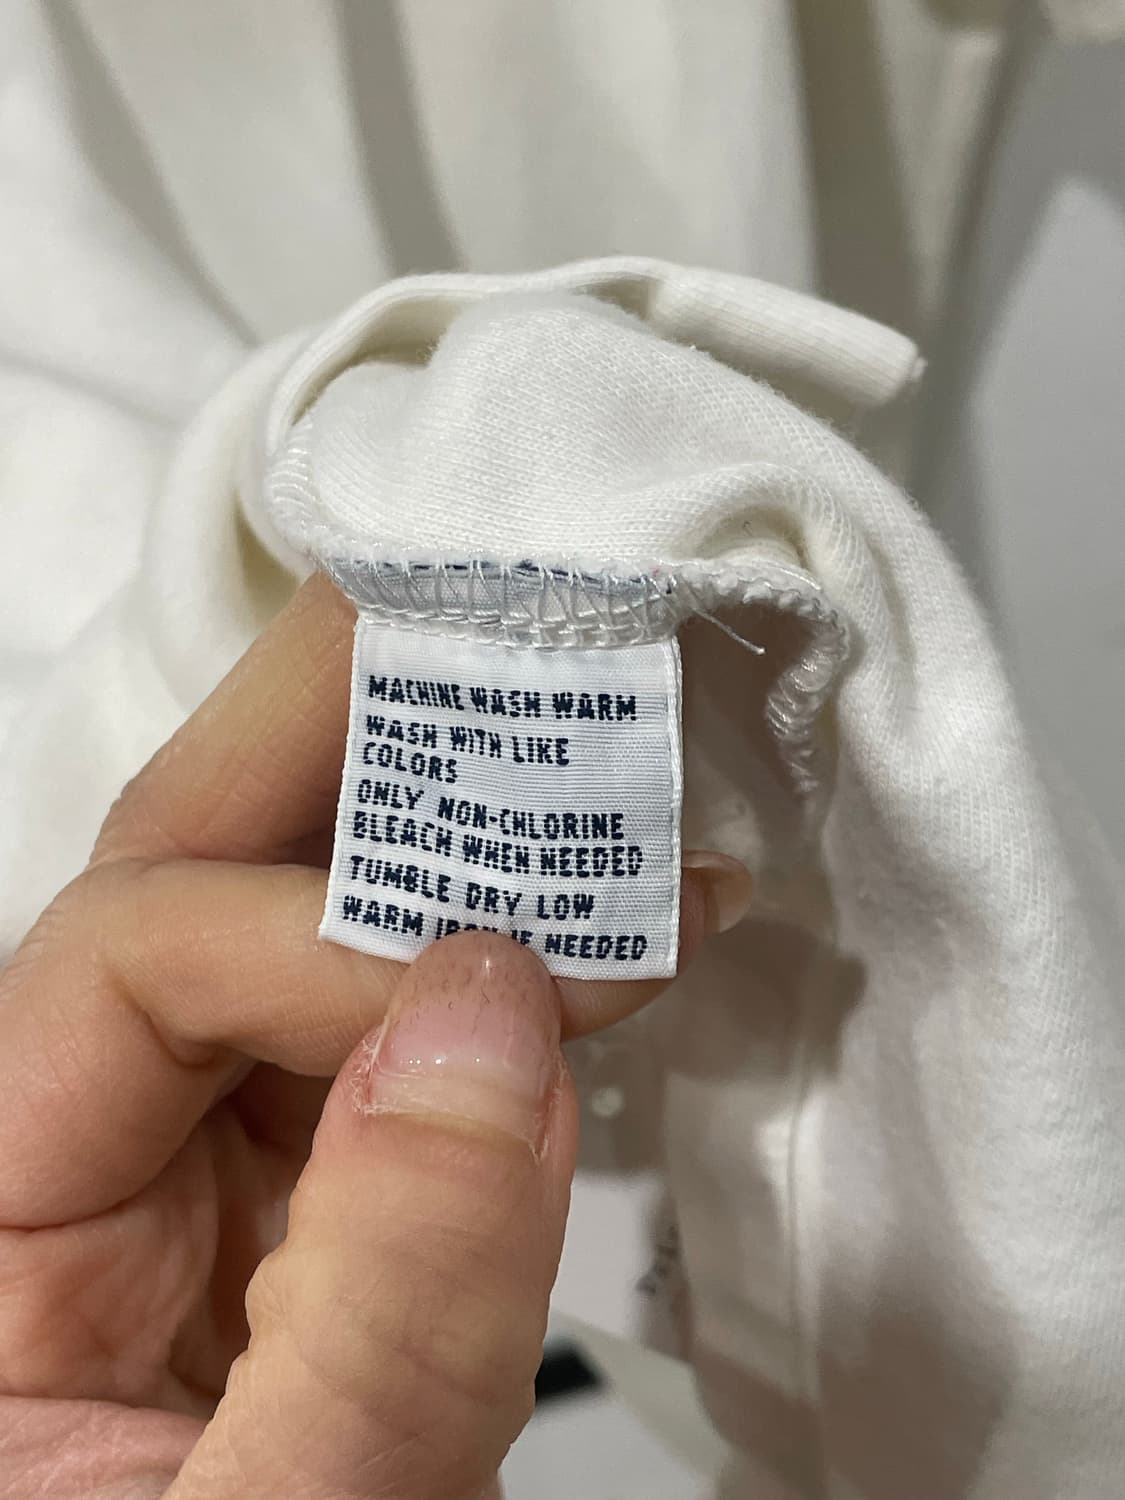 MACHINE WASH WARM
WASH WITH LIKE
COLORS
ONLY NON-CHLORINE
BLEACH WHEN NEEDED
TUMBLE DRY LOW
WARM IRON IF NEEDED